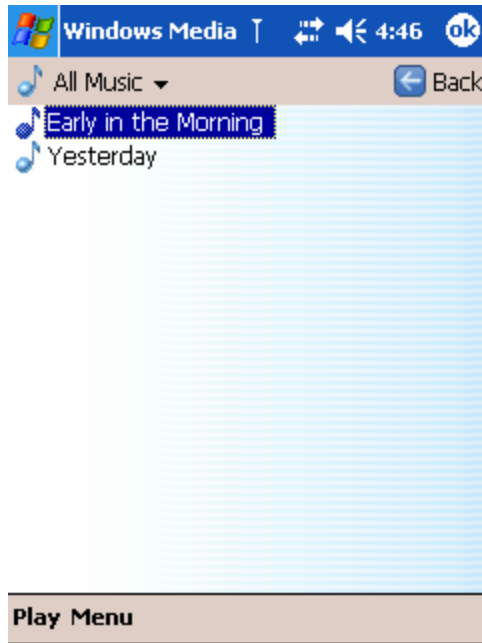 Windows Media 4:46 ok
All Music Back
Early in the Morning
Yesterday
Play Menu